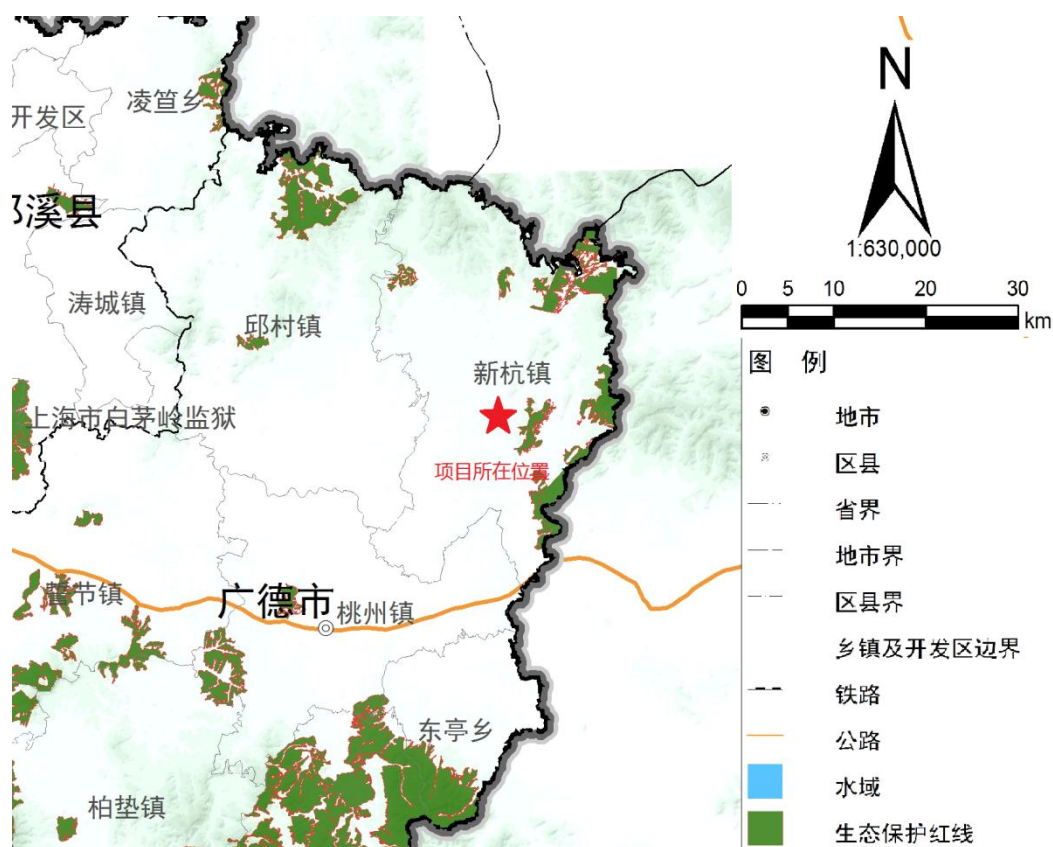 凌笪乡
开发区
N
溪县
1:630,000
0 5 10 20 30
km
涛城镇
邱村镇
图 例
新杭镇
地市
上海市白茅岭监狱
项目所在位置
区县
省界
地市界
誓节镇
广德市
桃州镇
区县界
乡镇及开发区边界
铁路
东亭乡
公路
水域
柏垫镇
生态保护红线